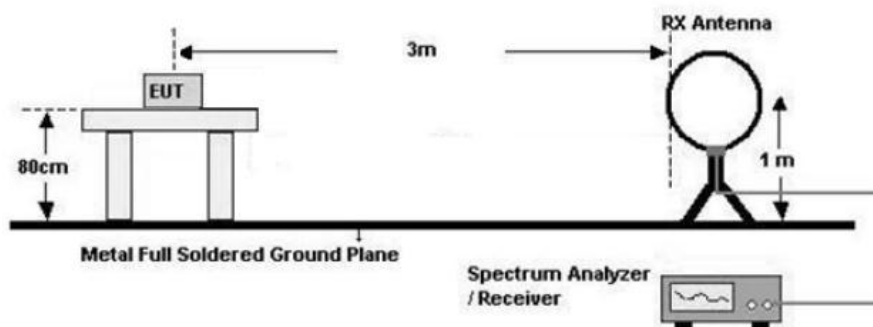 RX Antenna
3m
EUT
80cm
1 m
Metal Full Soldered Ground Plane
Spectrum Analyzer
/ Receiver